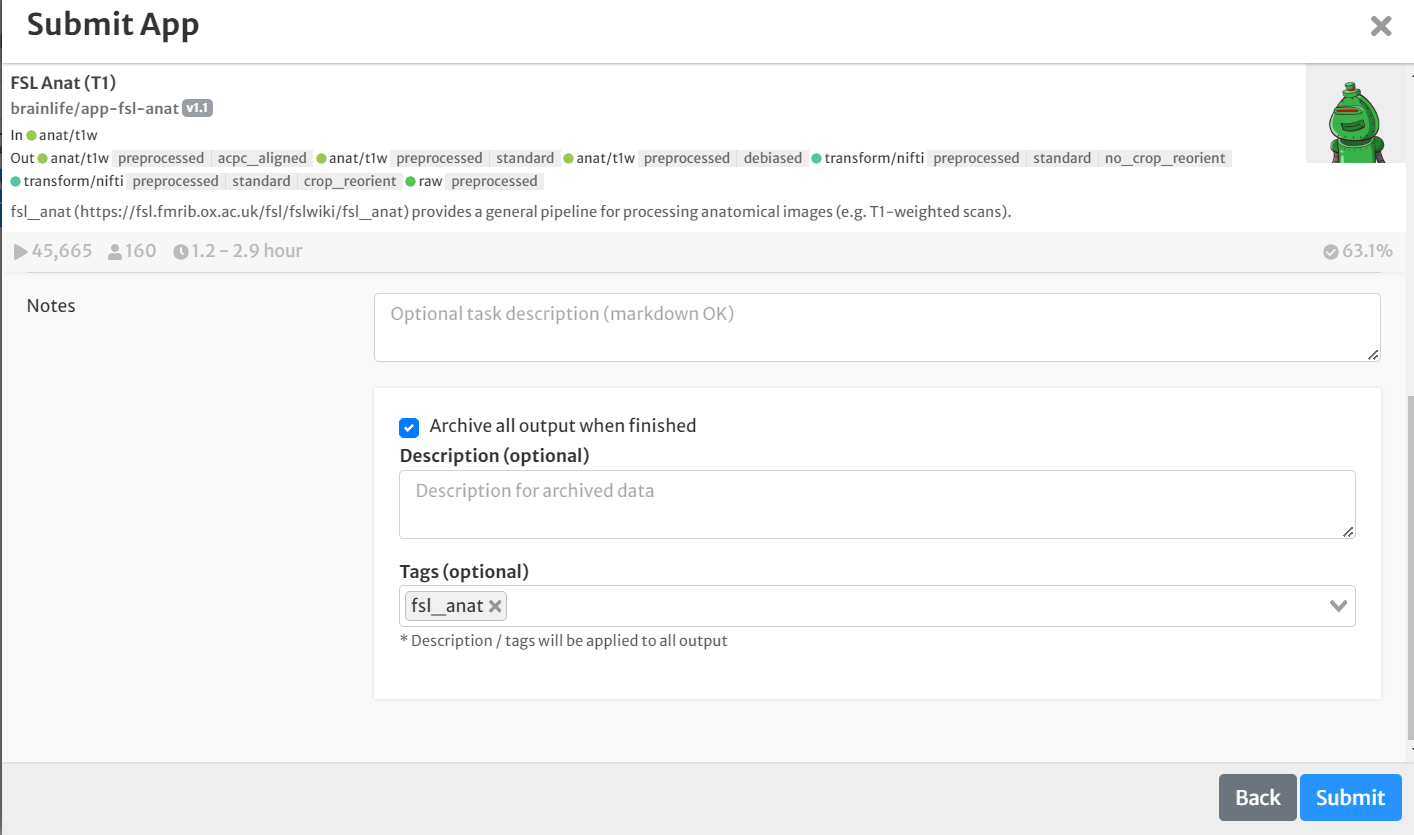 Submit App
FSL Anat (T1)
brainlife/app-fsl-anat v1.1
In anat/t1w
Out anat/t1w preprocessed acpc_aligned anat/t1w preprocessed standard anat/t1w preprocessed debiased transform/nifti preprocessed standard no_crop_reorient
transform/nifti preprocessed standard crop_reorient raw preprocessed
fsl_anat (https://fsl.fmrib.ox.ac.uk/fsl/fslwiki/fsl_anat) provides a general pipeline for processing anatomical images (e.g. T1-weighted scans).
45,665 160 1.2 - 2.9 hour 63.1%
Notes
Optional task description (markdown OK)
Archive all output when finished
Description (optional)
Description for archived data
Tags (optional)
fsl_anat
* Description / tags will be applied to all output
Back Submit